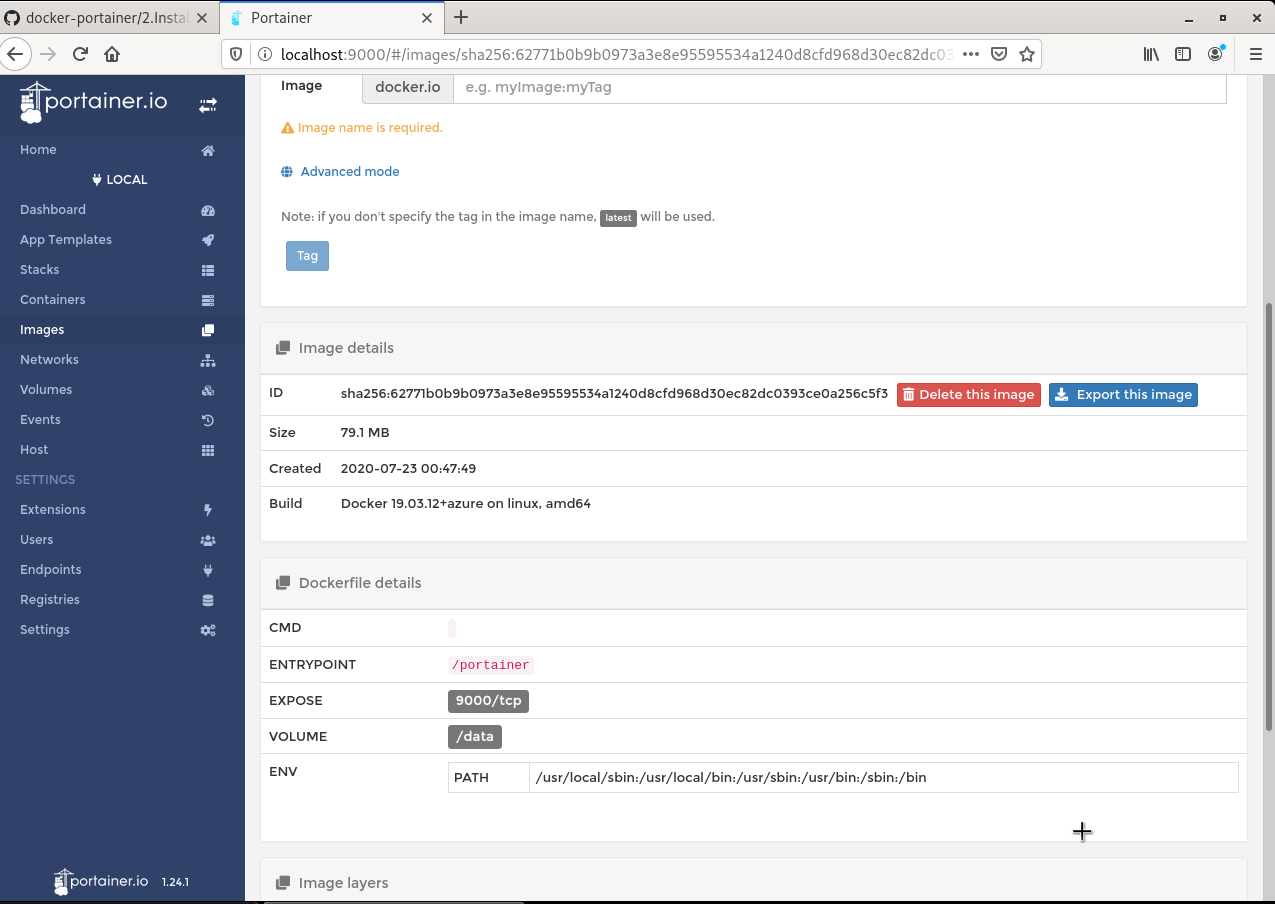 docker-portainer/2.Instal
Portainer
localhost:9000/#/images/sha256:62771b0b9b0973a3e8e95595534a1240d8cfd968d30ec82dc03
portainer.io
Home
LOCAL
Dashboard
App Templates
Stacks
Containers
Images
Networks
Volumes
Events
Host
SETTINGS
Extensions
Users
Endpoints
Registries
Settings
portainer.io 1.24.1
Image docker.io e.g. myImage:myTag
Image name is required.
Advanced mode
Note: if you don't specify the tag in the image name, latest will be used.
Tag
Image details
ID sha256:62771b0b9b0973a3e8e95595534a1240d8cfd968d30ec82dc0393ce0a256c5f3 Delete this image Export this image
Size 79.1 MB
Created 2020-07-23 00:47:49
Build Docker 19.03.12+azure on linux, amd64
Dockerfile details
CMD
ENTRYPOINT /portainer
EXPOSE 9000/tcp
VOLUME /data
ENV PATH /usr/local/sbin:/usr/local/bin:/usr/sbin:/usr/bin:/sbin:/bin
Image layers